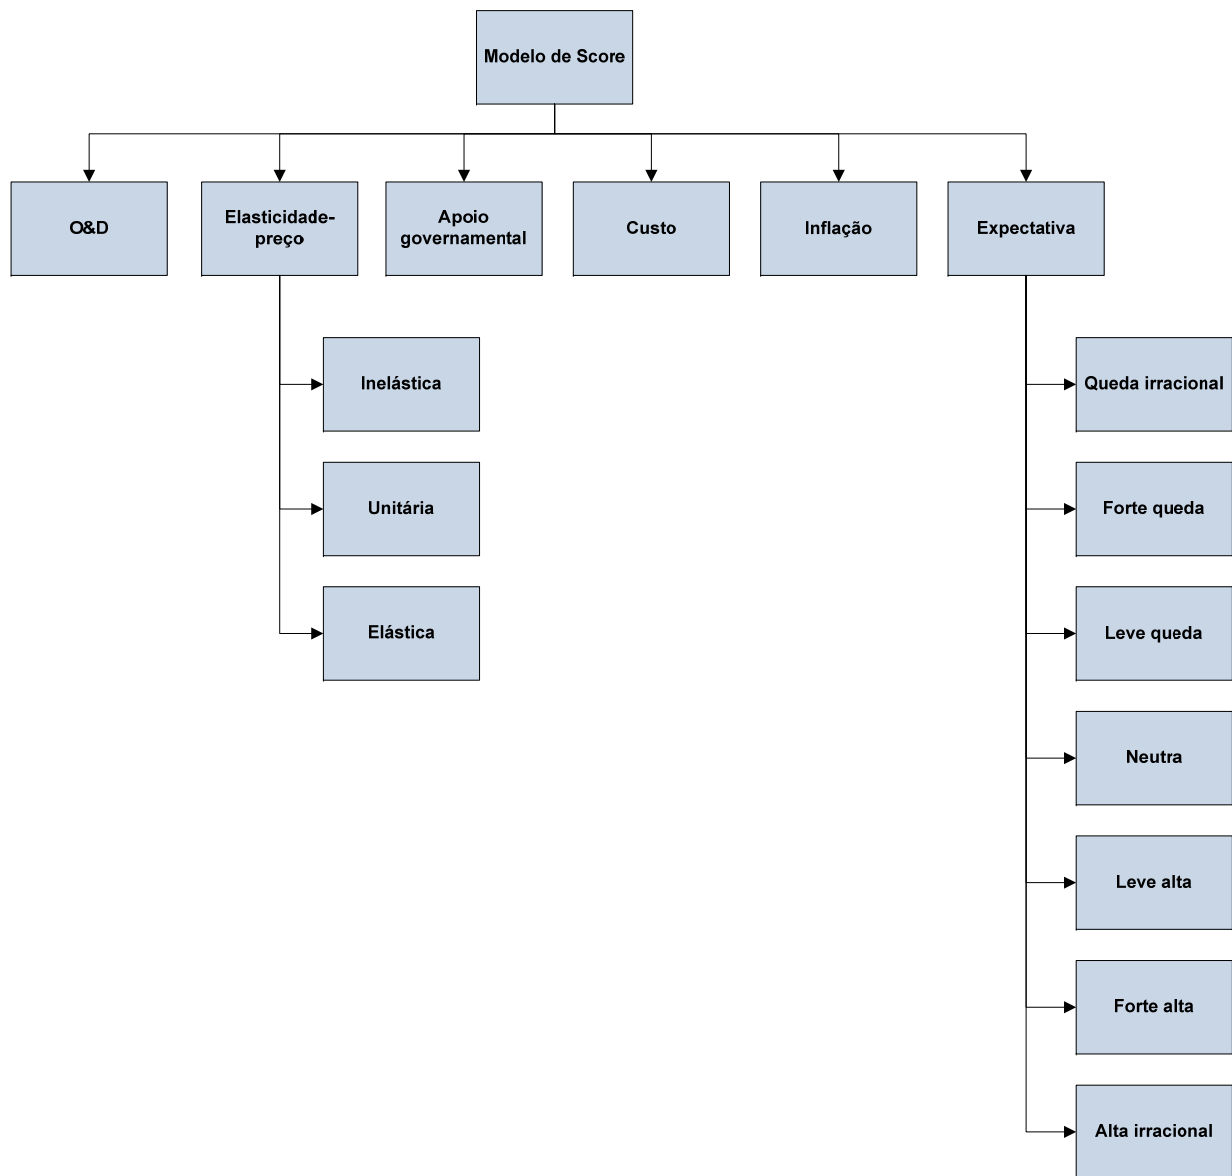 Modelo de Score
O&D
Elasticidade-
preço
Apoio
governamental
Custo
Inflação
Expectativa
Inelástica
Unitária
Elástica
Queda irracional
Forte queda
Leve queda
Neutra
Leve alta
Forte alta
Alta irracional